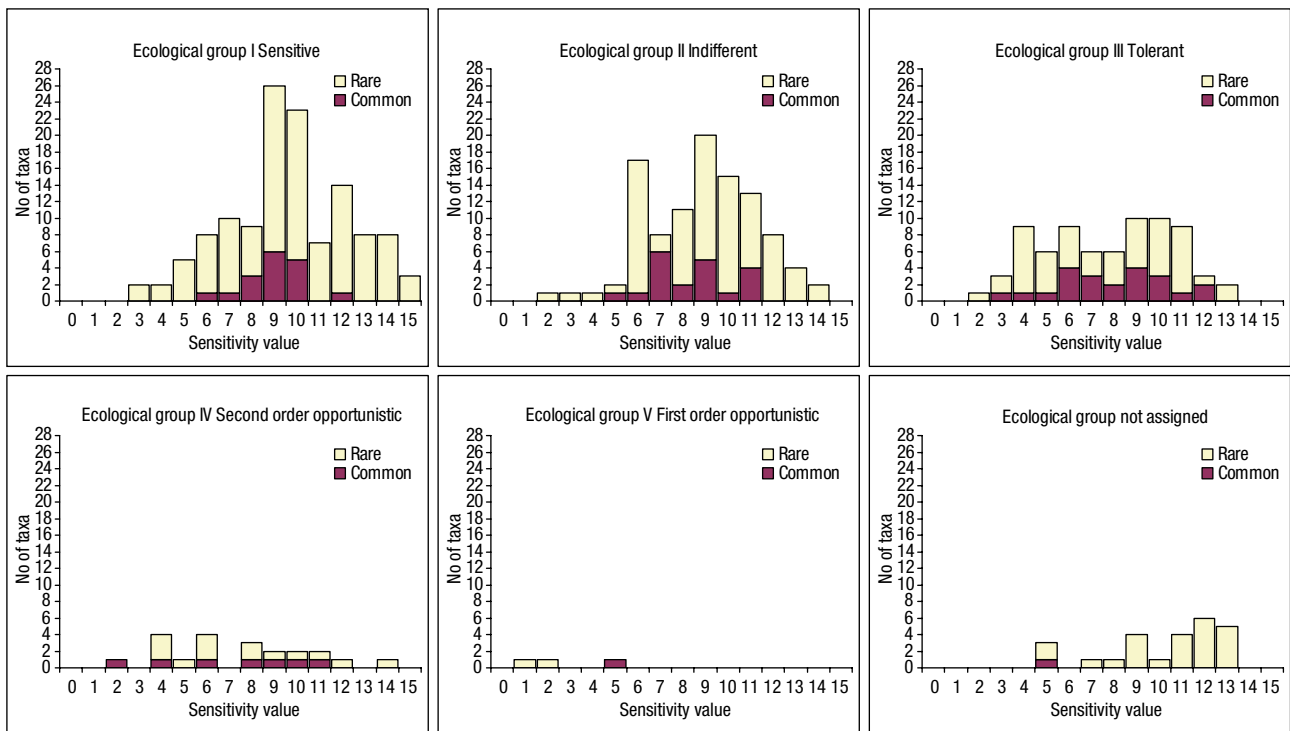 Ecological group I Sensitive
28
26
24
22
20
18
16
14
12
10
8
6
4
2
0
No of taxa
Rare
Common
0 1 2 3 4 5 6 7 8 9 10 11 12 13 14 15
Sensitivity value
Ecological group II Indifferent
28
26
24
22
20
18
16
14
12
10
8
6
4
2
0
No of taxa
Rare
Common
0 1 2 3 4 5 6 7 8 9 10 11 12 13 14 15
Sensitivity value
Ecological group III Tolerant
28
26
24
22
20
18
16
14
12
10
8
6
4
2
0
No of taxa
Rare
Common
0 1 2 3 4 5 6 7 8 9 10 11 12 13 14 15
Sensitivity value
Ecological group IV Second order opportunistic
28
26
24
22
20
18
16
14
12
10
8
6
4
2
0
No of taxa
Rare
Common
0 1 2 3 4 5 6 7 8 9 10 11 12 13 14 15
Sensitivity value
Ecological group V First order opportunistic
28
26
24
22
20
18
16
14
12
10
8
6
4
2
0
No of taxa
Rare
Common
0 1 2 3 4 5 6 7 8 9 10 11 12 13 14 15
Sensitivity value
Ecological group not assigned
28
26
24
22
20
18
16
14
12
10
8
6
4
2
0
No of taxa
Rare
Common
0 1 2 3 4 5 6 7 8 9 10 11 12 13 14 15
Sensitivity value